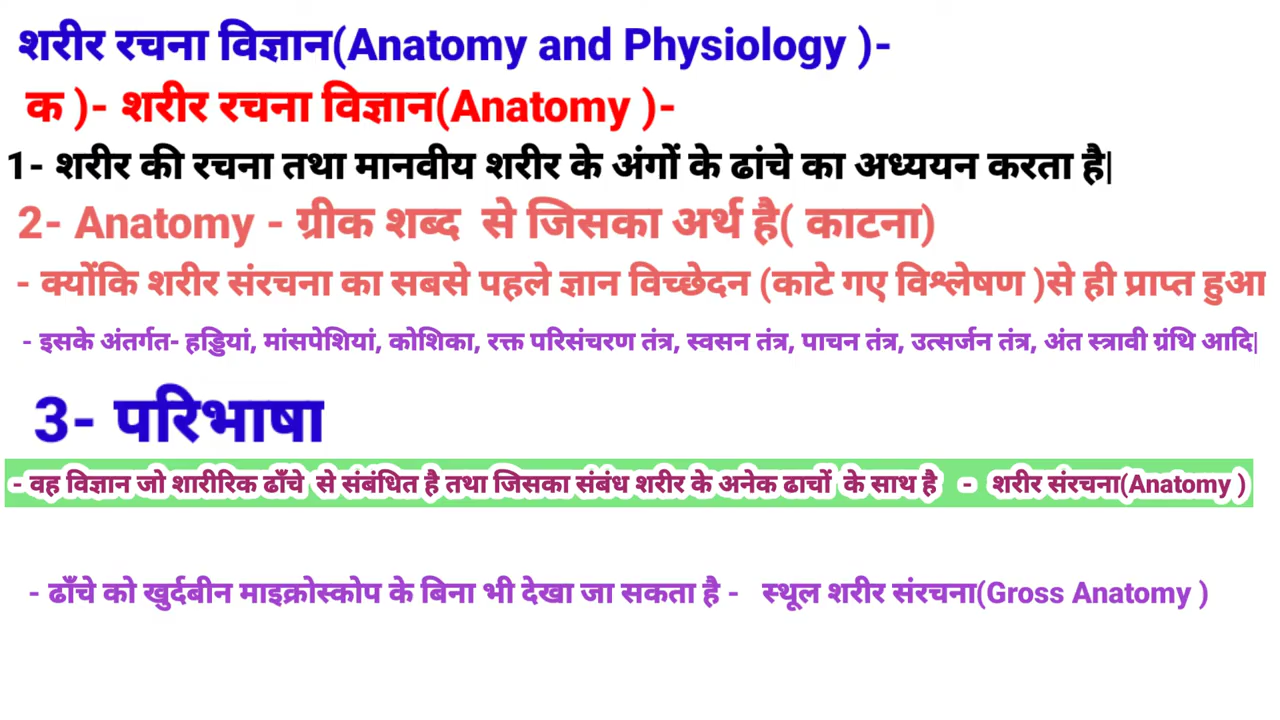 शरीर रचना विज्ञान(Anatomy and Physiology )-
क )- शरीर रचना विज्ञान(Anatomy )-
1- शरीर की रचना तथा मानवीय शरीर के अंगों के ढांचे का अध्ययन करता है|
2- Anatomy - ग्रीक शब्द से जिसका अर्थ है( काटना)
- क्योंकि शरीर संरचना का सबसे पहले ज्ञान विच्छेदन (काटे गए विश्लेषण )से ही प्राप्त हुआ
- इसके अंतर्गत- हड्डियां, मांसपेशियां, कोशिका, रक्त परिसंचरण तंत्र, स्वसन तंत्र, पाचन तंत्र, उत्सर्जन तंत्र, अंत स्त्रावी ग्रंथि आदि|
3- परिभाषा
- वह विज्ञान जो शारीरिक ढाँचे से संबंधित है तथा जिसका संबंध शरीर के अनेक ढाचों के साथ है - शरीर संरचना(Anatomy )
- ढाँचे को खुर्दबीन माइक्रोस्कोप के बिना भी देखा जा सकता है - स्थूल शरीर संरचना(Gross Anatomy )